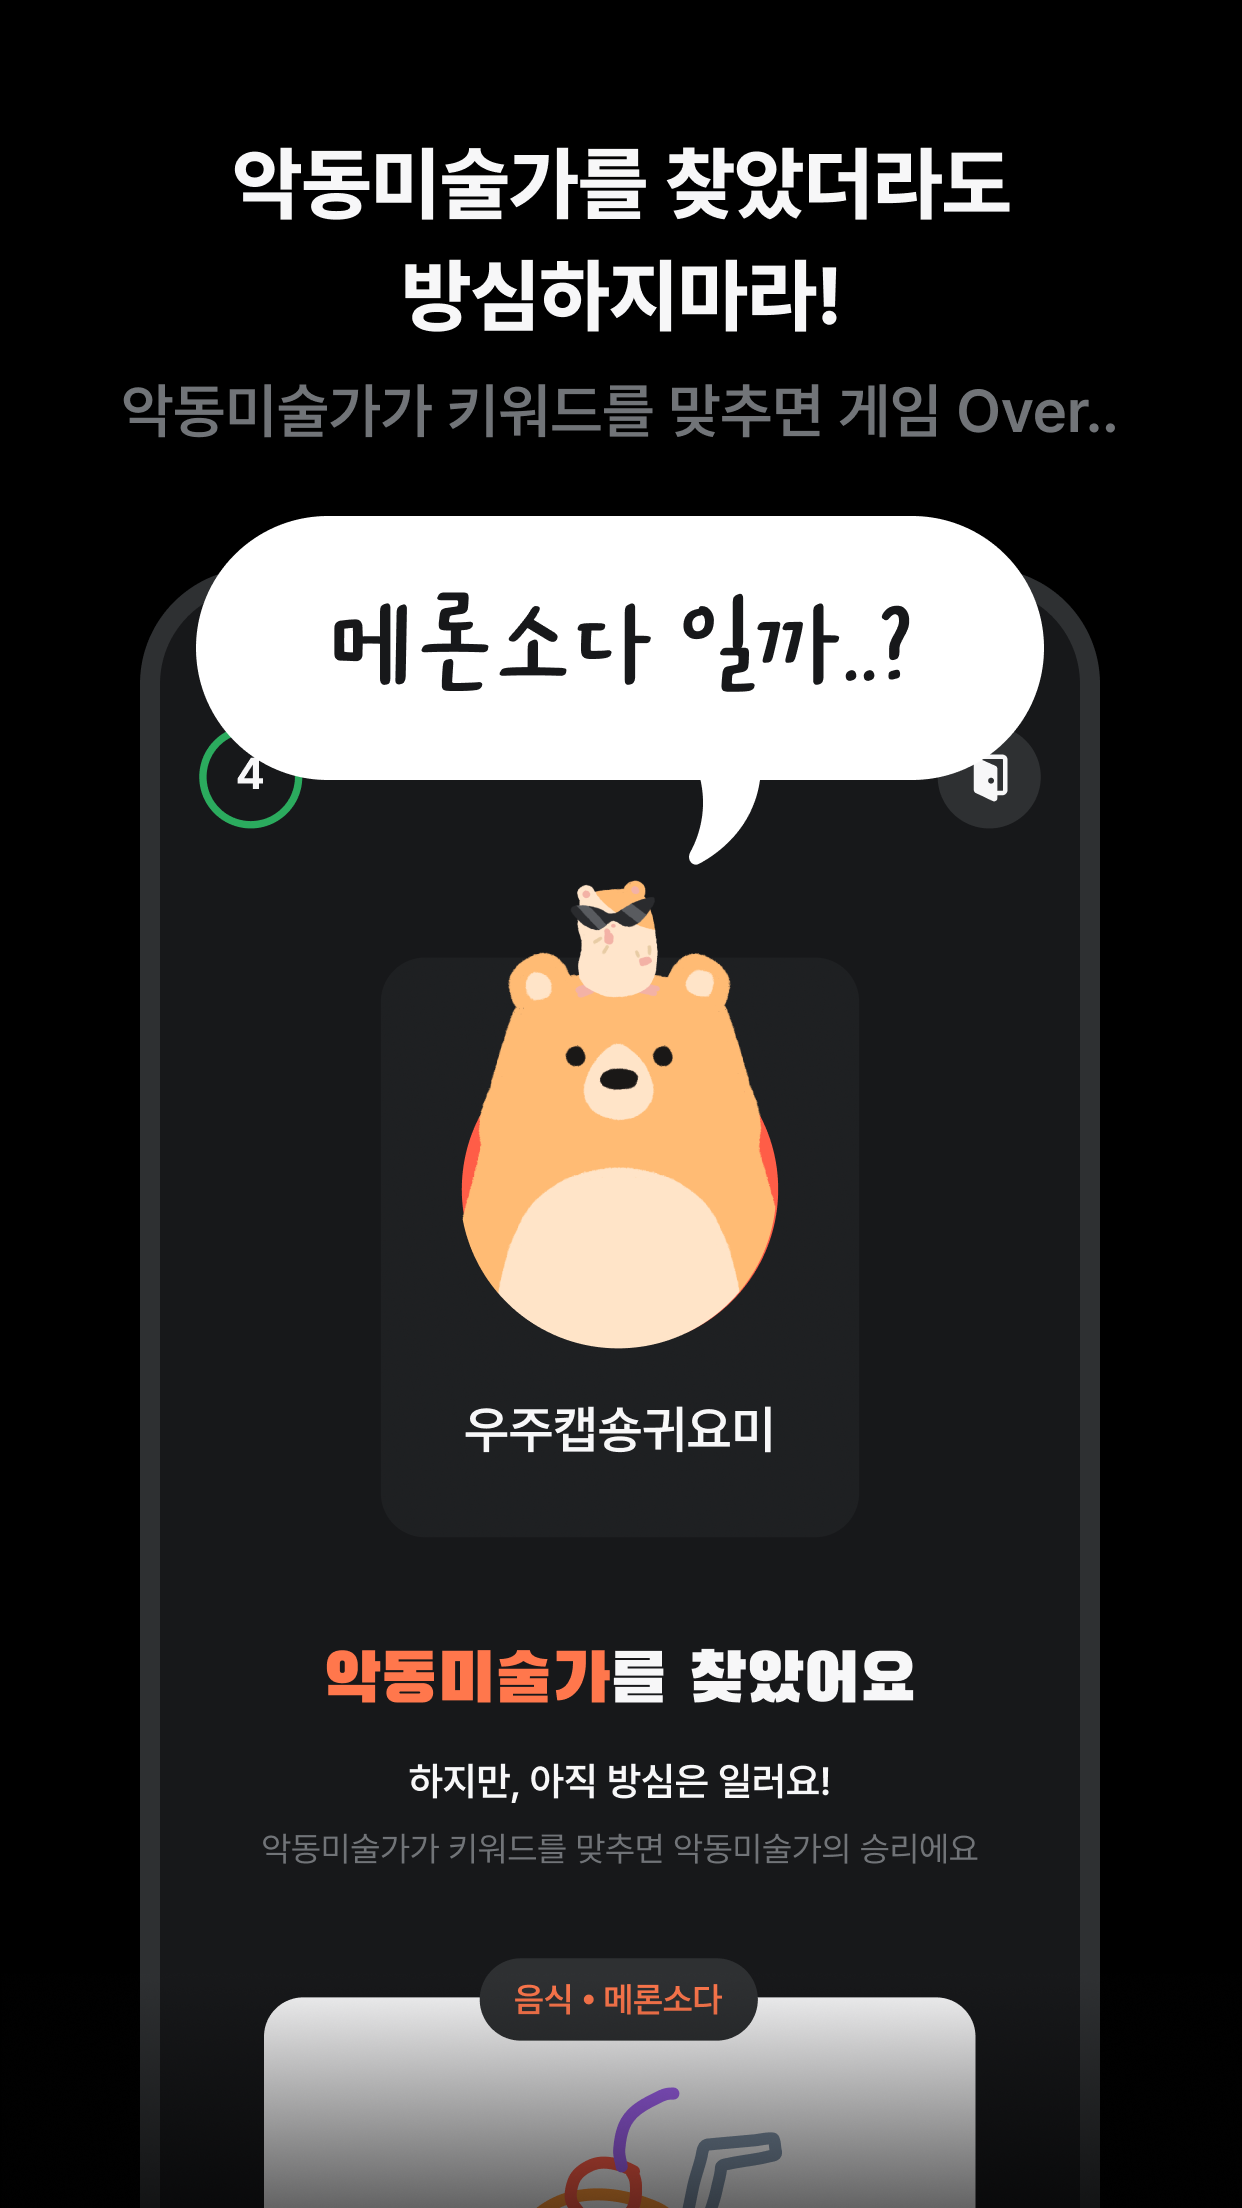 악동미술가를 찾았더라도
방심하지마라!
악동미술가가 키워드를 맞추면 게임 Over..
메론소다 일까..?
4
우주캡숑귀요미
악동미술가를 찾았어요
하지만, 아직 방심은 일러요!
악동미술가가 키워드를 맞추면 악동미술가의 승리에요
음식 • 메론소다